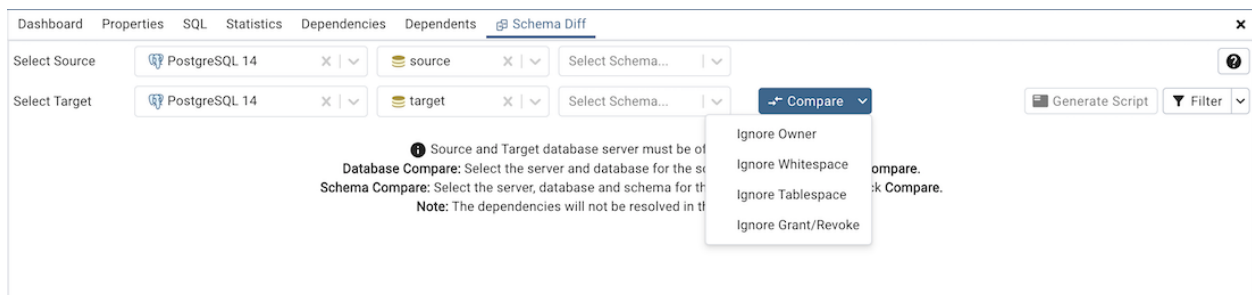 Dashboard Properties SQL Statistics Dependencies Dependents Schema Diff
Select Source PostgreSQL 14 source Select Schema...
Select Target PostgreSQL 14 target Select Schema... Compare Generate Script Filter
Ignore Owner
Ignore Whitespace
Ignore Tablespace
Ignore Grant/Revoke
Source and Target database server must be of
Database Compare: Select the server and database for the ompare.
Schema Compare: Select the server, database and schema for th k Compare.
Note: The dependencies will not be resolved in th